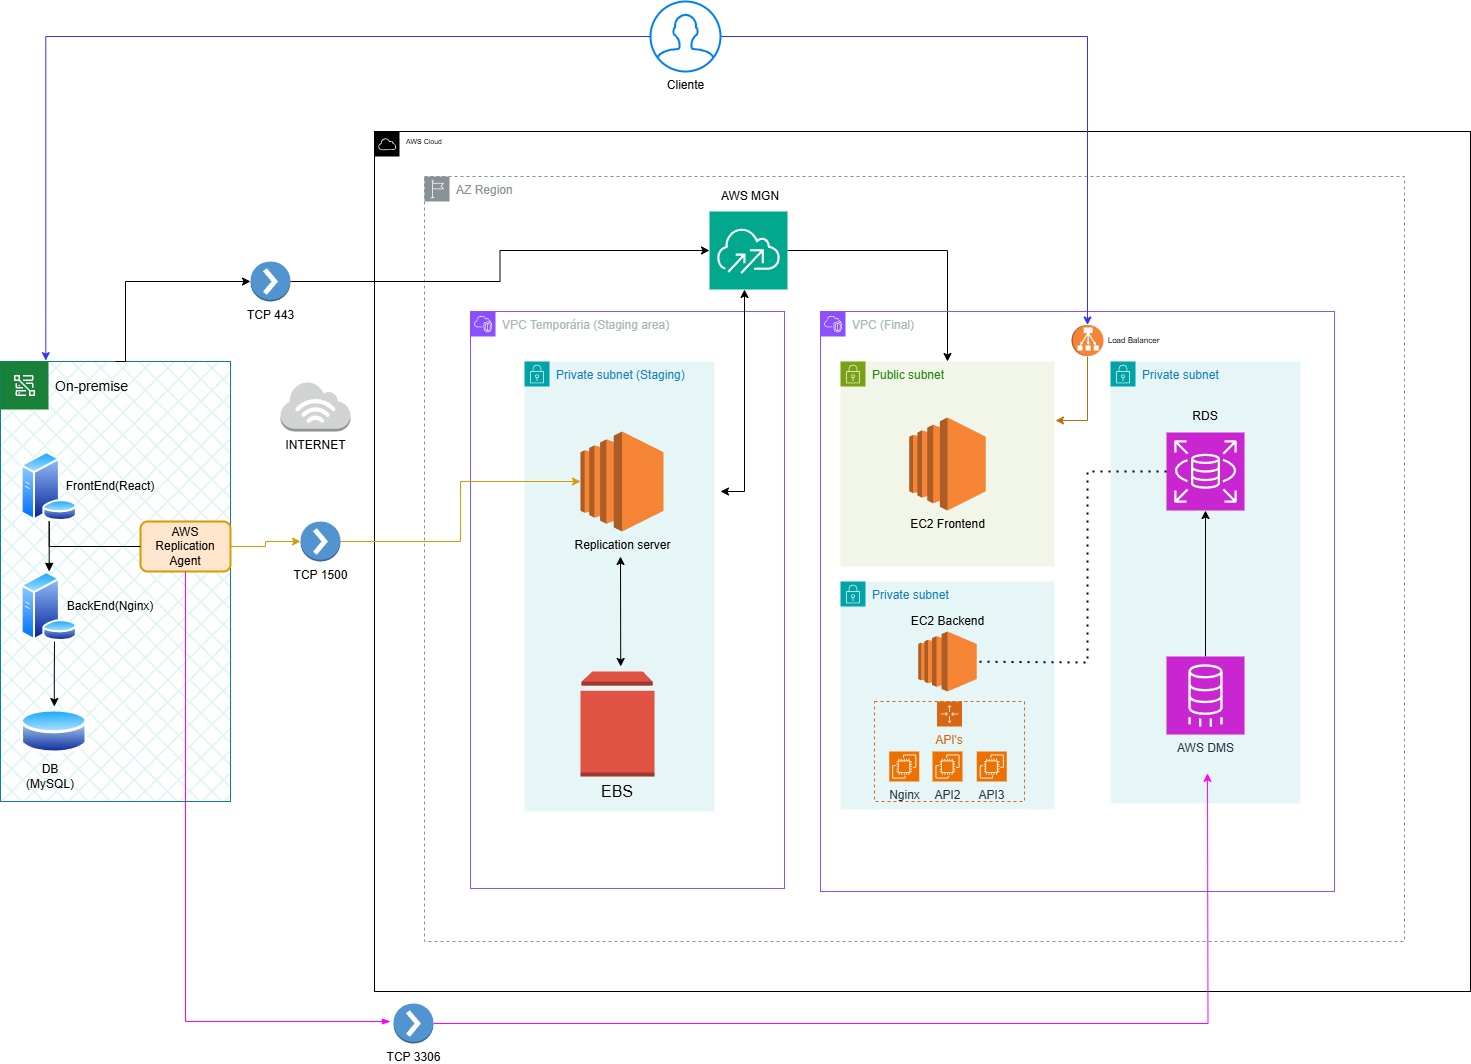 Cliente
AWS Cloud
AZ Region
AWS MGN
TCP 443
VPC Temporária (Staging area)
VPC (Final)
Load Balancer
On-premise
Private subnet (Staging)
Public subnet
Private subnet
RDS
INTERNET
FrontEnd(React)
EC2 Frontend
AWS
Replication
Agent
Replication server
TCP 1500
BackEnd(Nginx)
Private subnet
EC2 Backend
API's
AWS DMS
DB
(MySQL)
EBS
Nginx
API2
API3
TCP 3306